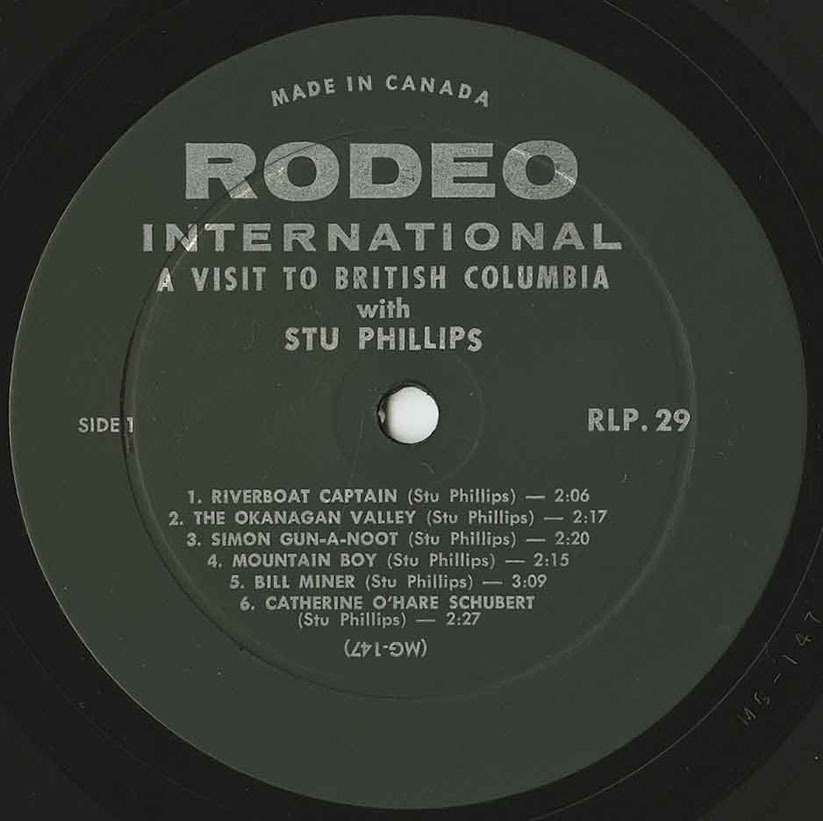 MADE IN CANADA
RODEO
INTERNATIONAL
A VISIT TO BRITISH COLUMBIA
with
STU PHILLIPS
SIDE 1
RLP. 29
1. RIVERBOAT CAPTAIN (Stu Phillips) — 2:06
2. THE OKANAGAN VALLEY (Stu Phillips) — 2:17
3. SIMON GUN-A-NOOT (Stu Phillips) — 2:20
4. MOUNTAIN BOY (Stu Phillips) — 2:15
5. BILL MINER (Stu Phillips) — 3:09
6. CATHERINE O'HARE SCHUBERT
(Stu Phillips) — 2:27
(MG-147)
MG-147